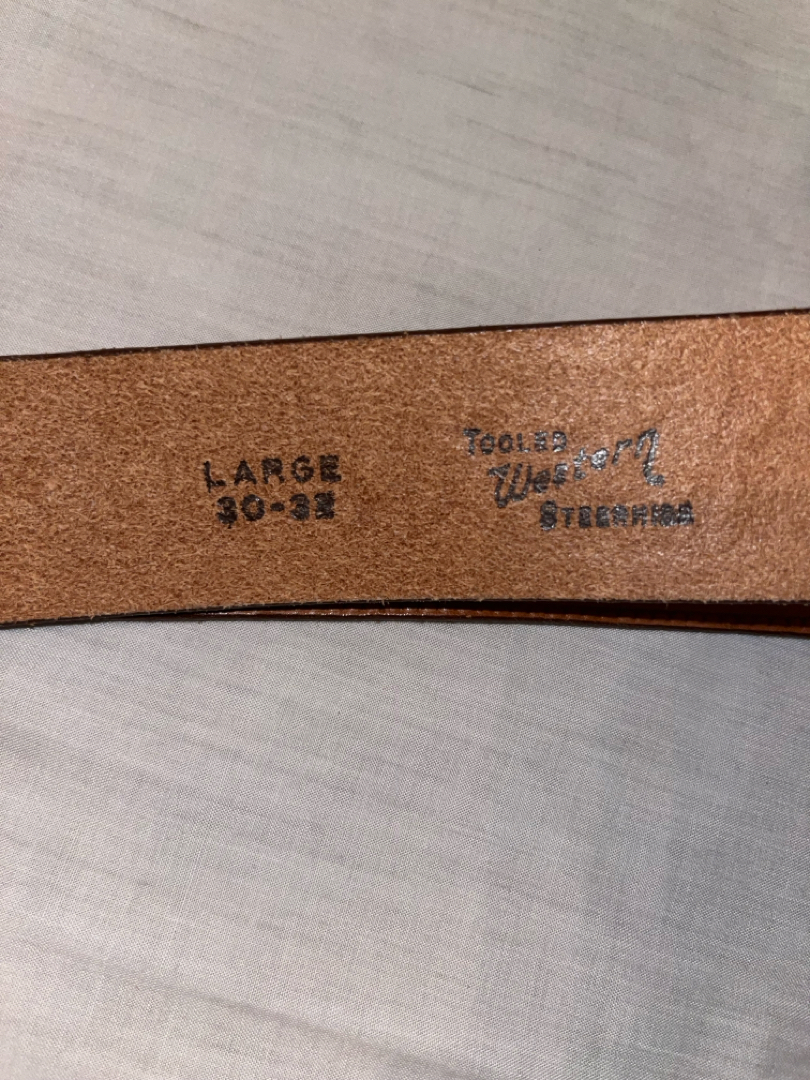 LARGE
30-32
TOOLED
Western
STEERHIDE